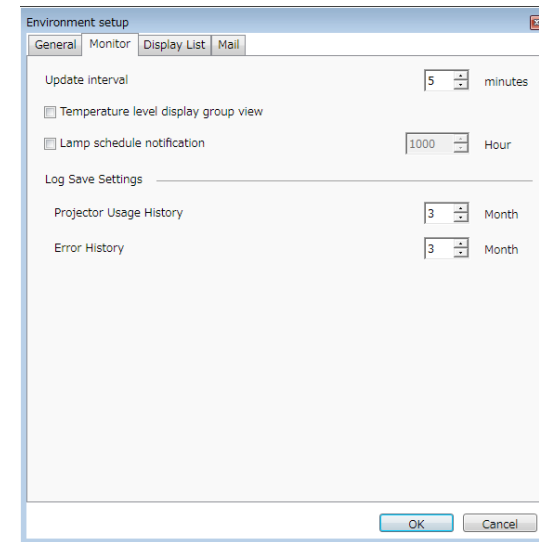 Environment setup
General Monitor Display List Mail
Update interval 5 minutes
Temperature level display group view
Lamp schedule notification 1000 Hour
Log Save Settings
Projector Usage History 3 Month
Error History 3 Month
OK Cancel